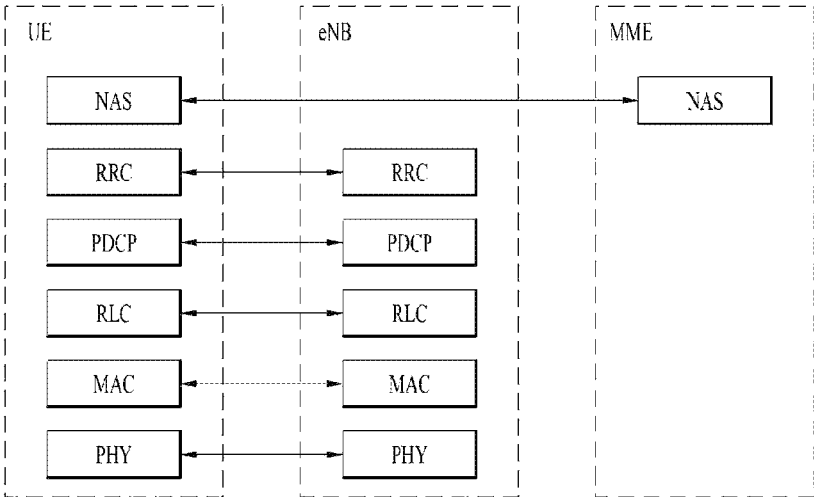 UE eNB MME
NAS NAS
RRC RRC
PDCP PDCP
RLC RLC
MAC MAC
PHY PHY